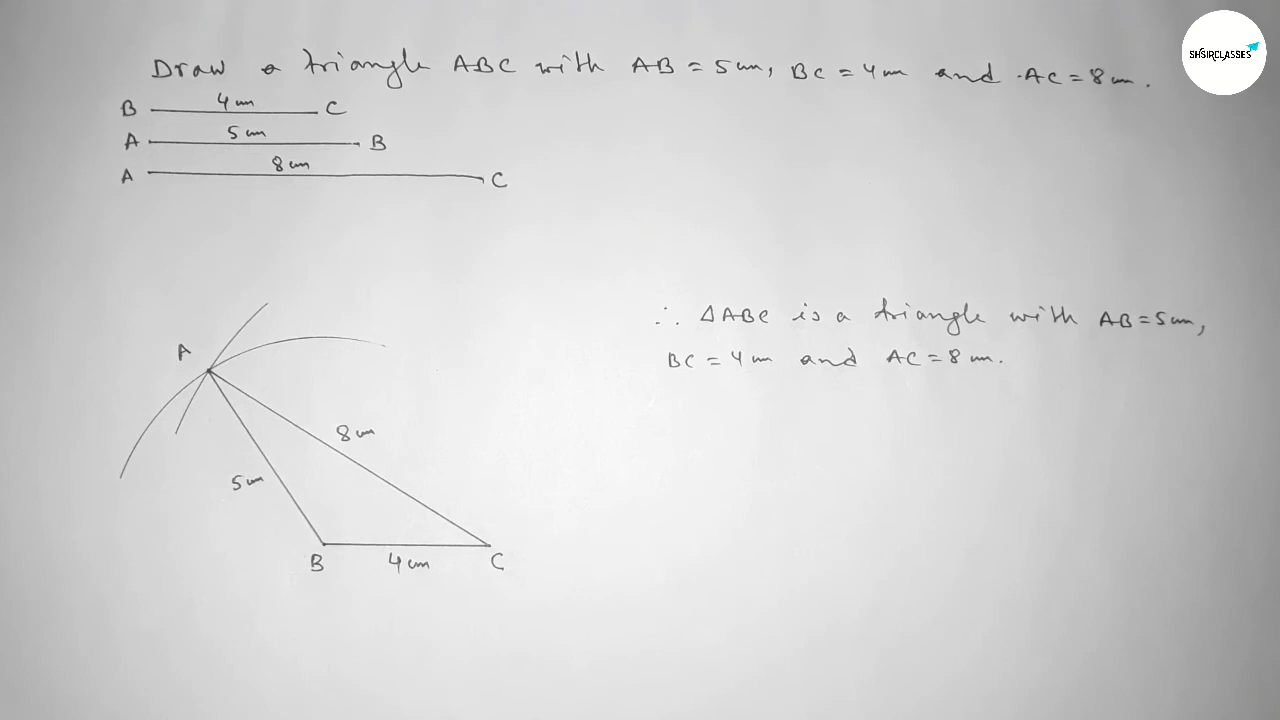 Draw a triangle ABC with AB = 5cm, BC = 4cm and AC = 8cm.
SHSIRCLASSES
B 4cm C
A 5cm B
A 8cm C
∴ △ABC is a triangle with AB = 5cm,
BC = 4cm and AC = 8cm.
A
8cm
5cm
B 4cm C